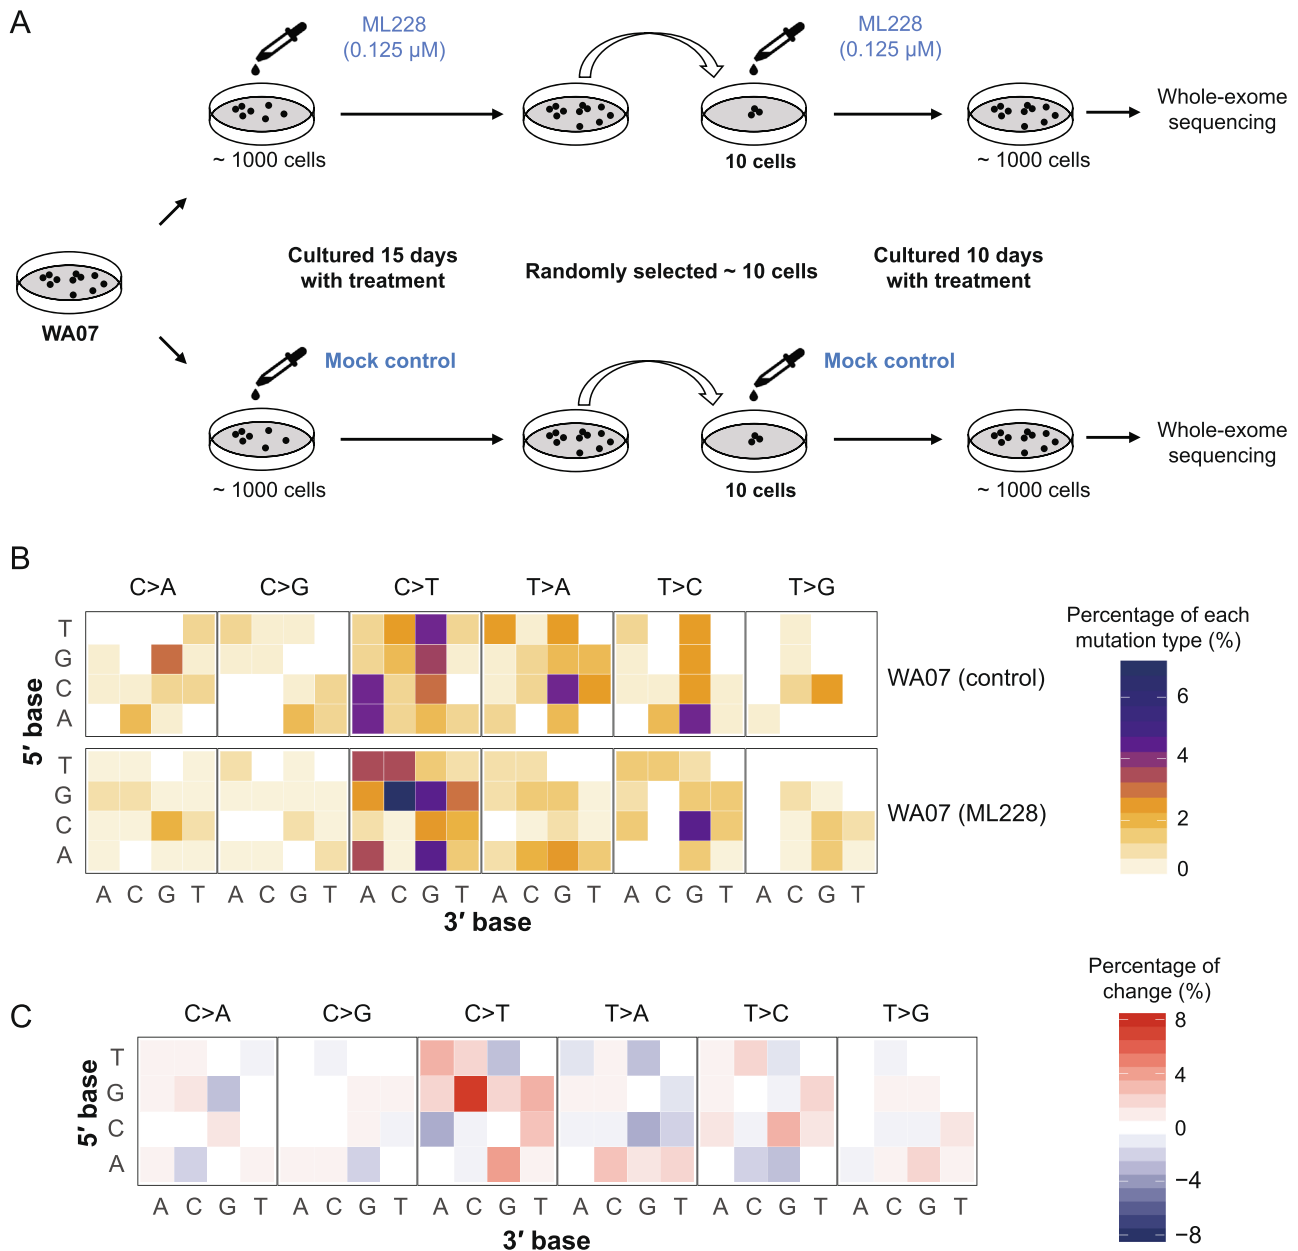 A
ML228
(0.125 μM)
ML228
(0.125 μM)
~ 1000 cells
10 cells
~ 1000 cells
Whole-exome
sequencing
WA07
Cultured 15 days
with treatment
Randomly selected ~ 10 cells
Cultured 10 days
with treatment
Mock control
Mock control
~ 1000 cells
10 cells
~ 1000 cells
Whole-exome
sequencing
B
C>A C>G C>T T>A T>C T>G
5′ base
T
G
C
A
WA07 (control)
T
G
C
A
WA07 (ML228)
A C G T A C G T A C G T A C G T A C G T A C G T
3′ base
Percentage of each
mutation type (%)
6
4
2
0
C
C>A C>G C>T T>A T>C T>G
5′ base
T
G
C
A
A C G T A C G T A C G T A C G T A C G T A C G T
3′ base
Percentage of
change (%)
8
4
0
−4
−8